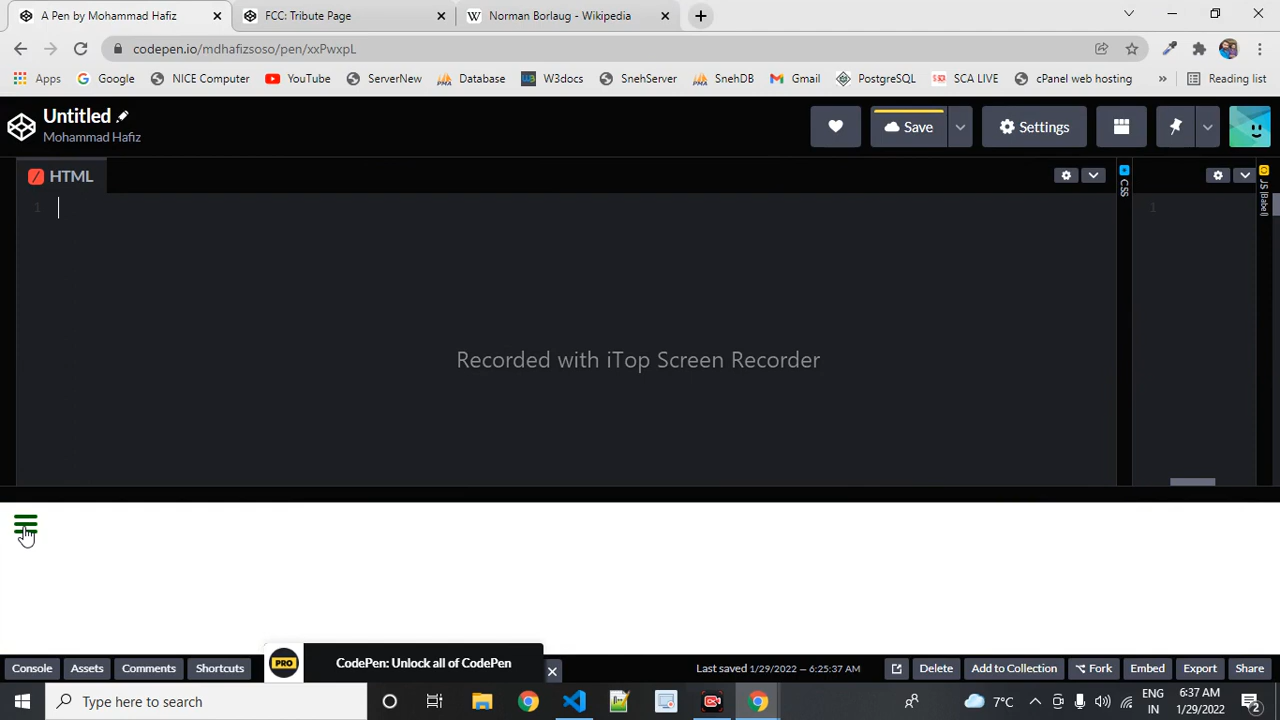 A Pen by Mohammad Hafiz
FCC: Tribute Page
W Norman Borlaug - Wikipedia
codepen.io/mdhafizsoso/pen/xxPwxpL
Apps
Google
NICE Computer
YouTube
ServerNew
Database
W3docs
SnehServer
SnehDB
Gmail
PostgreSQL
SCA LIVE
cPanel web hosting
»
Reading list
Untitled
Mohammad Hafiz
Save
Settings
/ HTML
CSS
JS (Babel)
1
1
Recorded with iTop Screen Recorder
Console
Assets
Comments
Shortcuts
PRO
CodePen: Unlock all of CodePen
Last saved 1/29/2022 — 6:25:37 AM
Delete
Add to Collection
Fork
Embed
Export
Share
Type here to search
7°C
ENG
IN
6:37 AM
1/29/2022
2